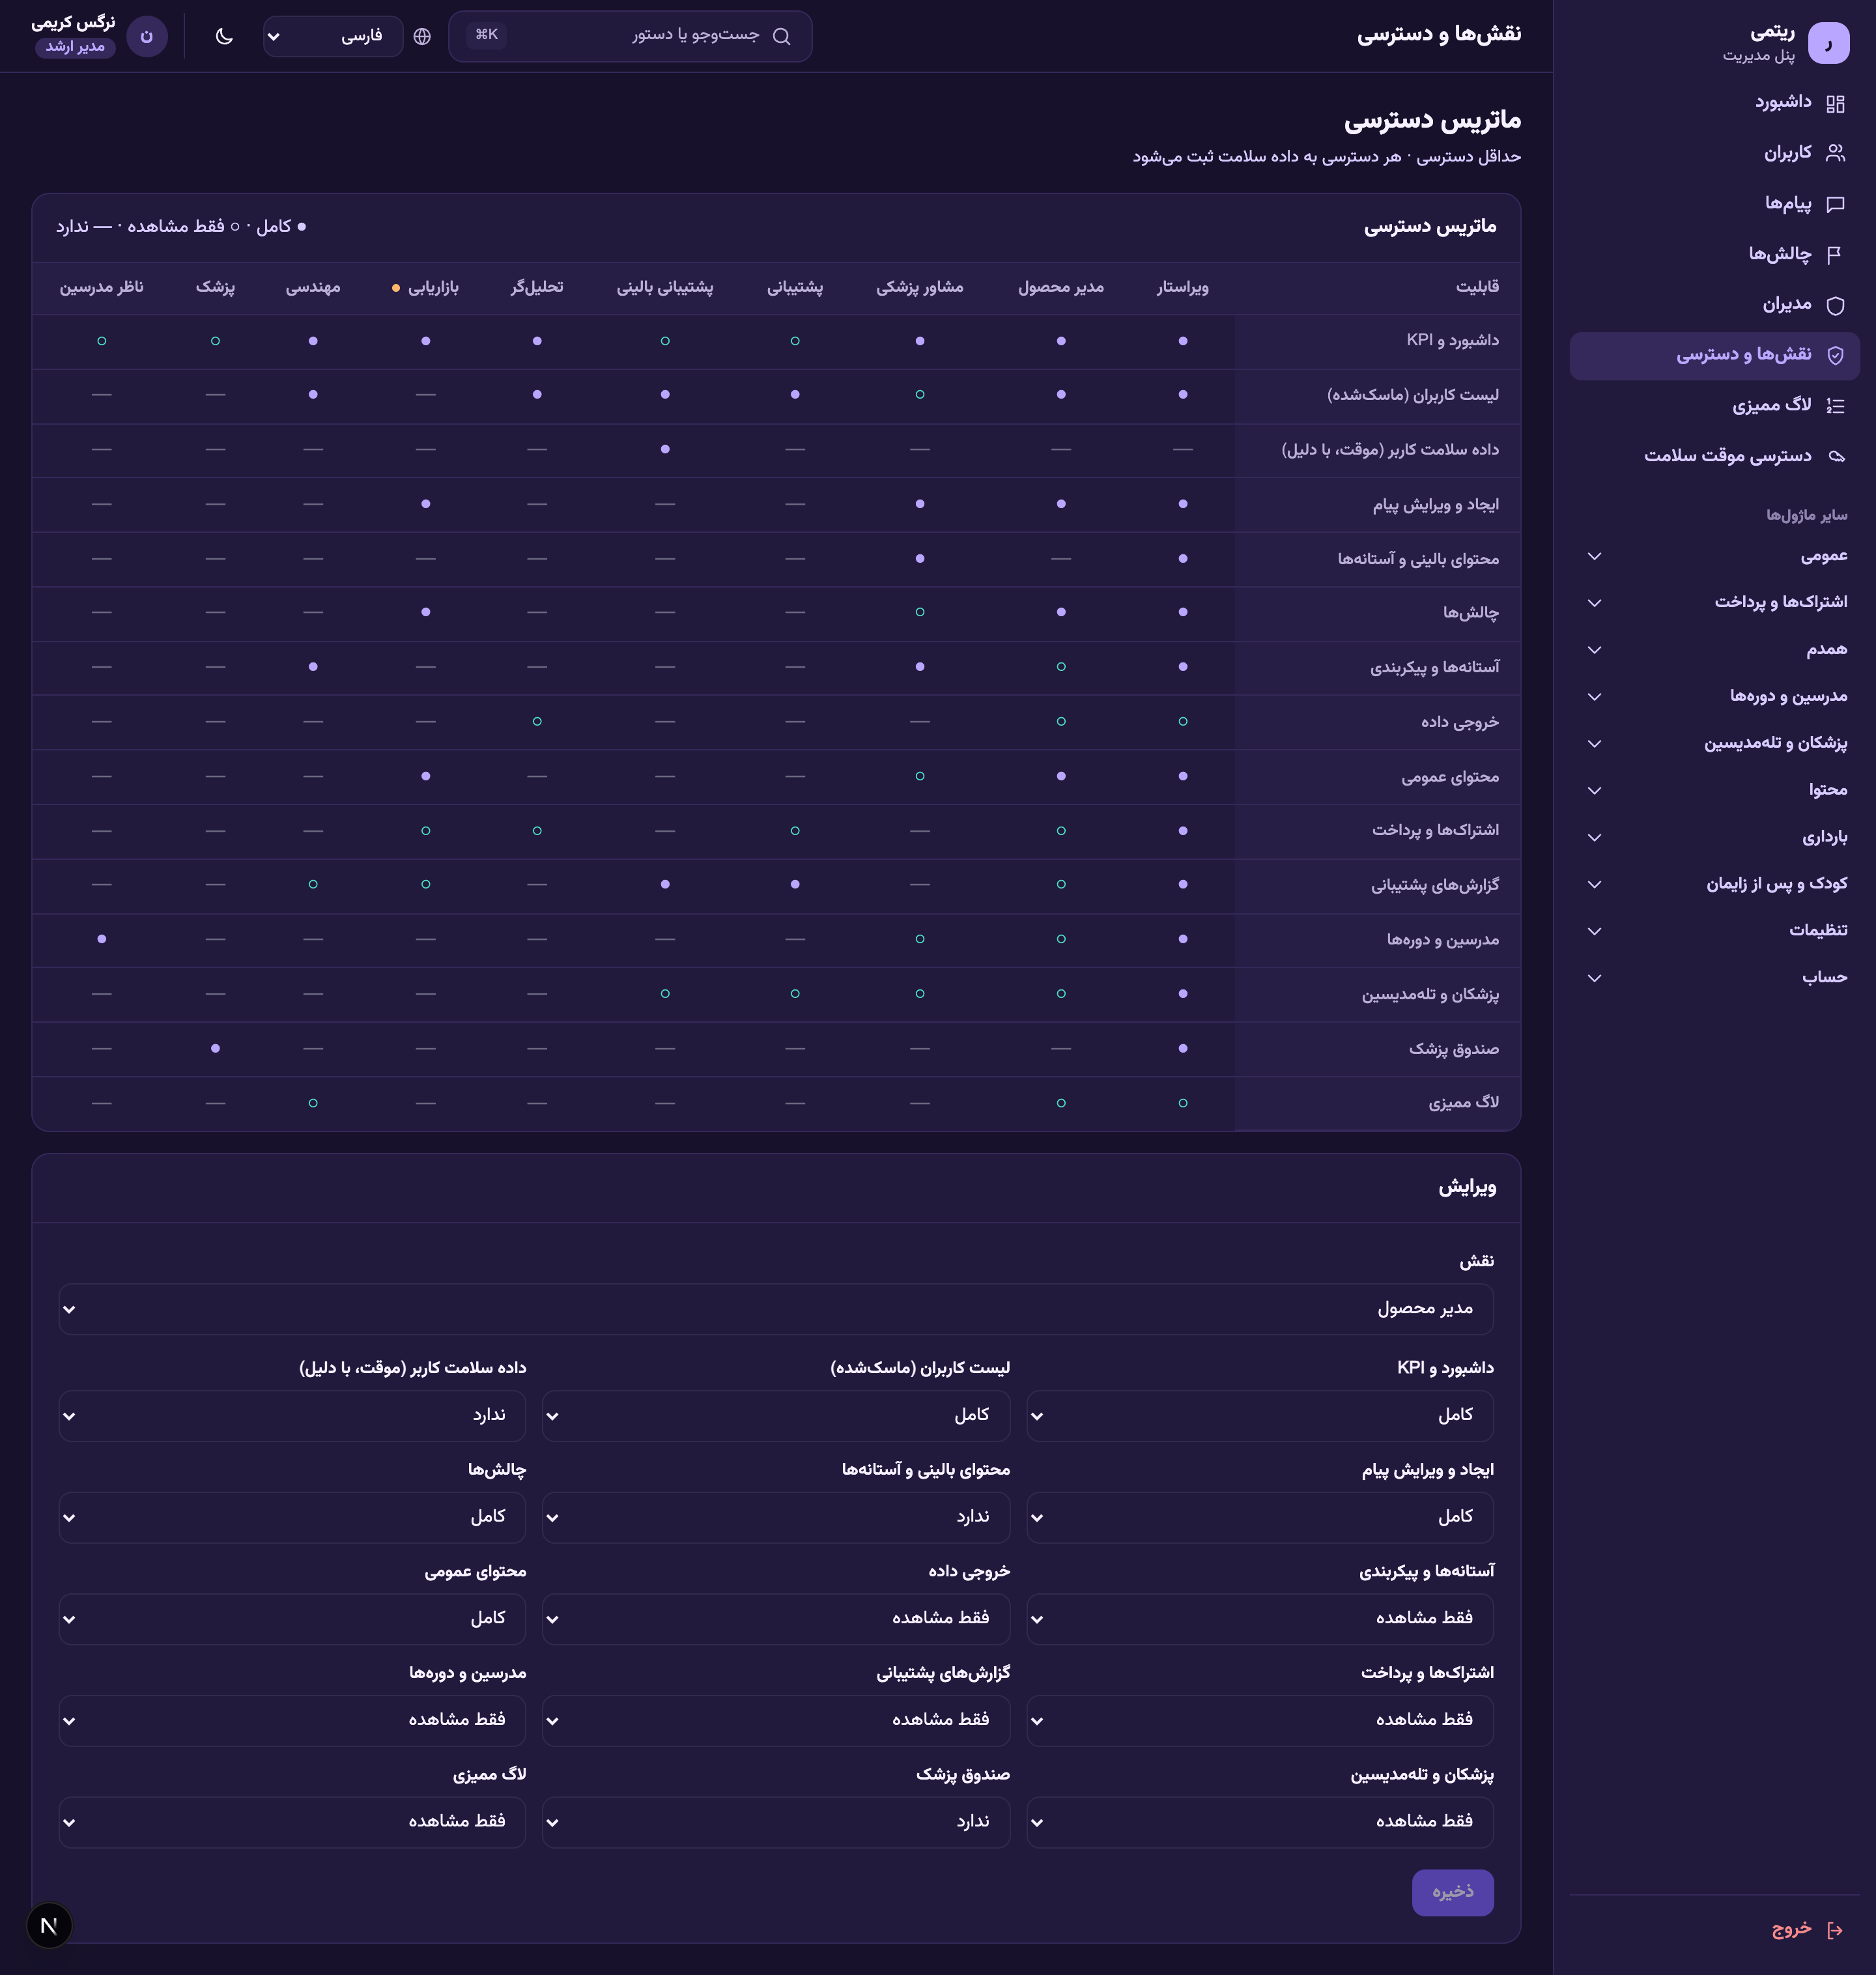 ر
ریتمی
پنل مدیریت
داشبورد
کاربران
پیام‌ها
چالش‌ها
مدیران
نقش‌ها و دسترسی
لاگ ممیزی
دسترسی موقت سلامت
سایر ماژول‌ها
عمومی
اشتراک‌ها و پرداخت
همدم
مدرسین و دوره‌ها
پزشکان و تله‌مدیسین
محتوا
بارداری
کودک و پس از زایمان
تنظیمات
حساب
خروج
نقش‌ها و دسترسی
جست‌وجو یا دستور ⌘K
فارسی
ن
نرگس کریمی
مدیر ارشد
ماتریس دسترسی
حداقل دسترسی · هر دسترسی به داده سلامت ثبت می‌شود
ماتریس دسترسی
● کامل · ○ فقط مشاهده · — ندارد
قابلیت ویراستار مدیر محصول مشاور پزشکی پشتیبانی پشتیبانی بالینی تحلیل‌گر بازاریابی ● مهندسی پزشک ناظر مدرسین
داشبورد و KPI ● ● ● ○ ○ ● ● ● ○ ○
لیست کاربران (ماسک‌شده) ● ● ○ ● ● ● — ● — —
داده سلامت کاربر (موقت، با دلیل) — — — — ● — — — — —
ایجاد و ویرایش پیام ● ● ● — — — ● — — —
محتوای بالینی و آستانه‌ها ● — ● — — — — — — —
چالش‌ها ● ● ○ — — — ● — — —
آستانه‌ها و پیکربندی ● ○ ● — — — — ● — —
خروجی داده ○ ○ — — — ○ — — — —
محتوای عمومی ● ● ○ — — — ● — — —
اشتراک‌ها و پرداخت ● ○ — ○ — ○ ○ — — —
گزارش‌های پشتیبانی ● ○ — ● ● — ○ ○ — —
مدرسین و دوره‌ها ● ○ ○ — — — — — — ●
پزشکان و تله‌مدیسین ● ○ ○ ○ ○ — — — — —
صندوق پزشک ● — — — — — — — ● —
لاگ ممیزی ○ ○ — — — — — ○ — —
ویرایش
نقش
مدیر محصول
داشبورد و KPI لیست کاربران (ماسک‌شده) داده سلامت کاربر (موقت، با دلیل)
کامل کامل ندارد
ایجاد و ویرایش پیام محتوای بالینی و آستانه‌ها چالش‌ها
کامل ندارد کامل
آستانه‌ها و پیکربندی خروجی داده محتوای عمومی
فقط مشاهده فقط مشاهده کامل
اشتراک‌ها و پرداخت گزارش‌های پشتیبانی مدرسین و دوره‌ها
فقط مشاهده فقط مشاهده فقط مشاهده
پزشکان و تله‌مدیسین صندوق پزشک لاگ ممیزی
فقط مشاهده ندارد فقط مشاهده
ذخیره
N